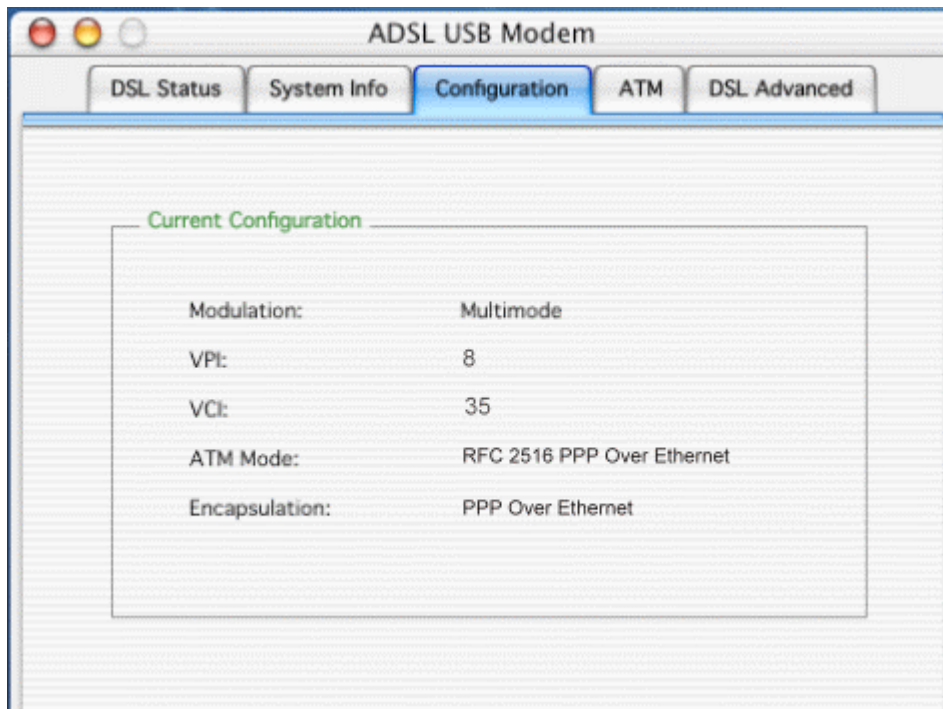 ADSL USB Modem
DSL Status System Info Configuration ATM DSL Advanced
Current Configuration
Modulation: Multimode
VPI: 8
VCI: 35
ATM Mode: RFC 2516 PPP Over Ethernet
Encapsulation: PPP Over Ethernet